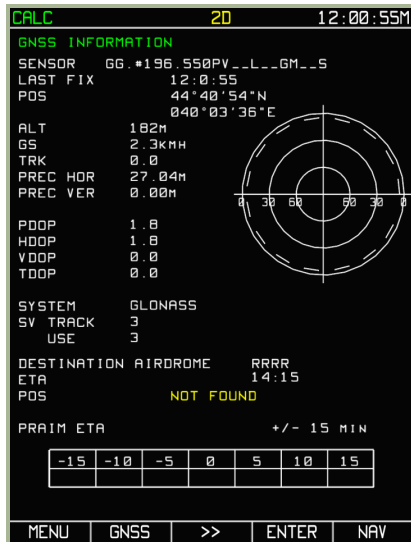 CALC 2D 12:00:55M
GNSS INFORMATION
SENSOR GG.#196.550PV__L__GM__S
LAST FIX 12:0:55
POS 44°40'54"N
040°03'36"E
ALT 182M
GS 2.3KMH
TRK 0.0
PREC HOR 27.04M
PREC VER 0.00M
0 30 60 60 30 0
PDOP 1.8
HDOP 1.8
VDOP 0.0
TDOP 0.0
SYSTEM GLONASS
SV TRACK 3
USE 3
DESTINATION AIRDROME RRRR
ETA 14:15
POS NOT FOUND
PRAIM ETA +/- 15 MIN
-15 -10 -5 0 5 10 15
MENU GNSS >> ENTER NAV